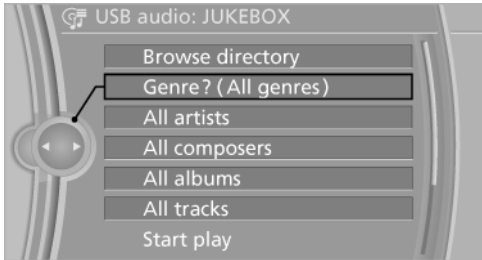 USB audio: JUKEBOX
Browse directory
Genre? (All genres)
All artists
All composers
All albums
All tracks
Start play